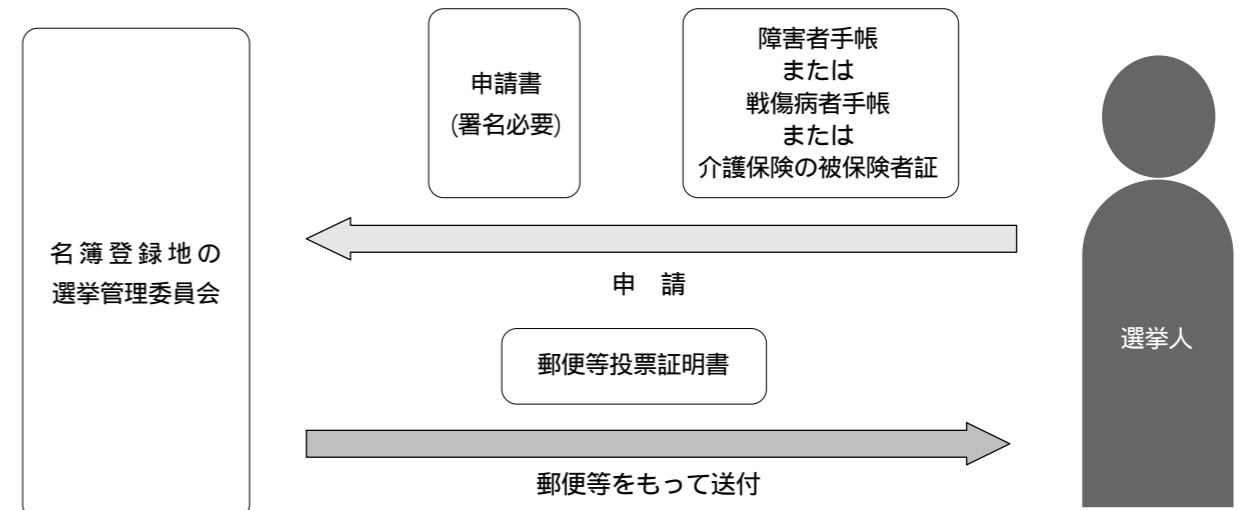 申請書
(署名必要)
障害者手帳
または
戦傷病者手帳
または
介護保険の被保険者証
名簿登録地の
選挙管理委員会
申　請
選挙人
郵便等投票証明書
郵便等をもって送付